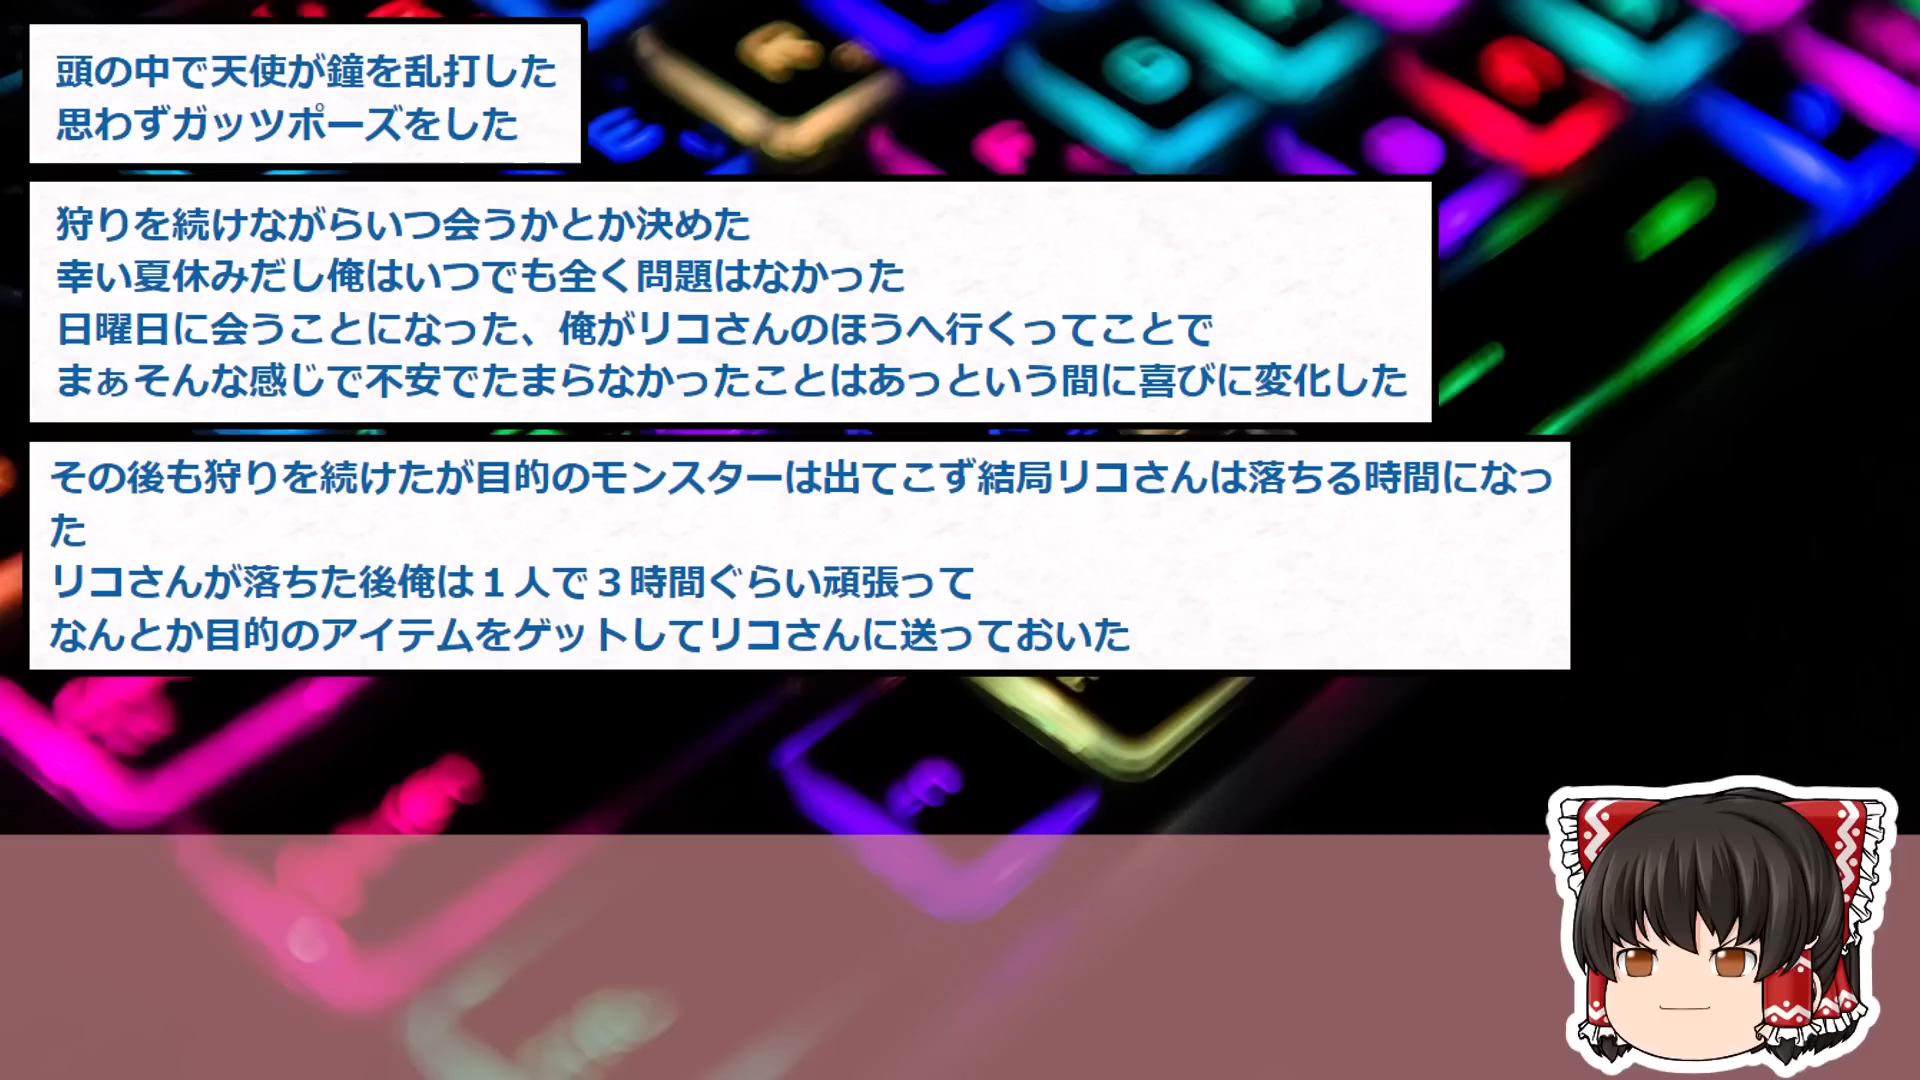 頭の中で天使が鐘を乱打した
思わずガッツポーズをした
狩りを続けながらいつ会うかとか決めた
幸い夏休みだし俺はいつでも全く問題はなかった
日曜日に会うことになった、俺がリコさんのほうへ行くってことで
まぁそんな感じで不安でたまらなかったことはあっという間に喜びに変化した
その後も狩りを続けたが目的のモンスターは出てこず結局リコさんは落ちる時間になっ
た
リコさんが落ちた後俺は１人で３時間ぐらい頑張って
なんとか目的のアイテムをゲットしてリコさんに送っておいた